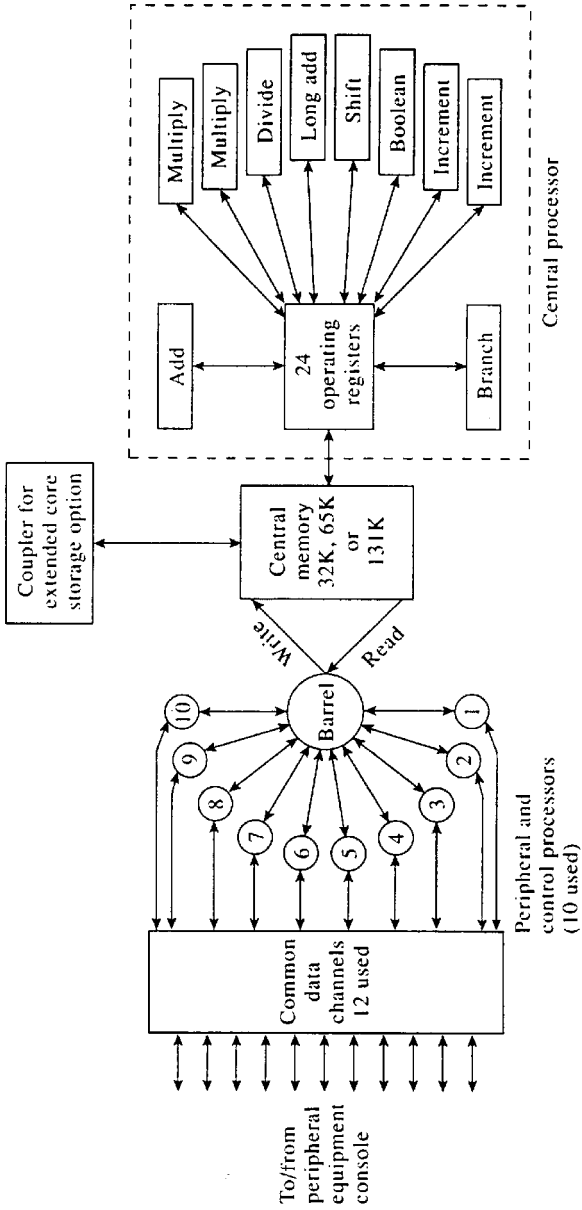 To/from
peripheral
equipment
console
Common
data
channels
12 used
10
9
8
7
6
5
4
3
2
1
Peripheral and
control processors
(10 used)
Barrel
Write
Read
Coupler for
extended core
storage option
Central
memory
32K, 65K
or
131K
Add
24
operating
registers
Branch
Multiply
Multiply
Divide
Long add
Shift
Boolean
Increment
Increment
Central processor